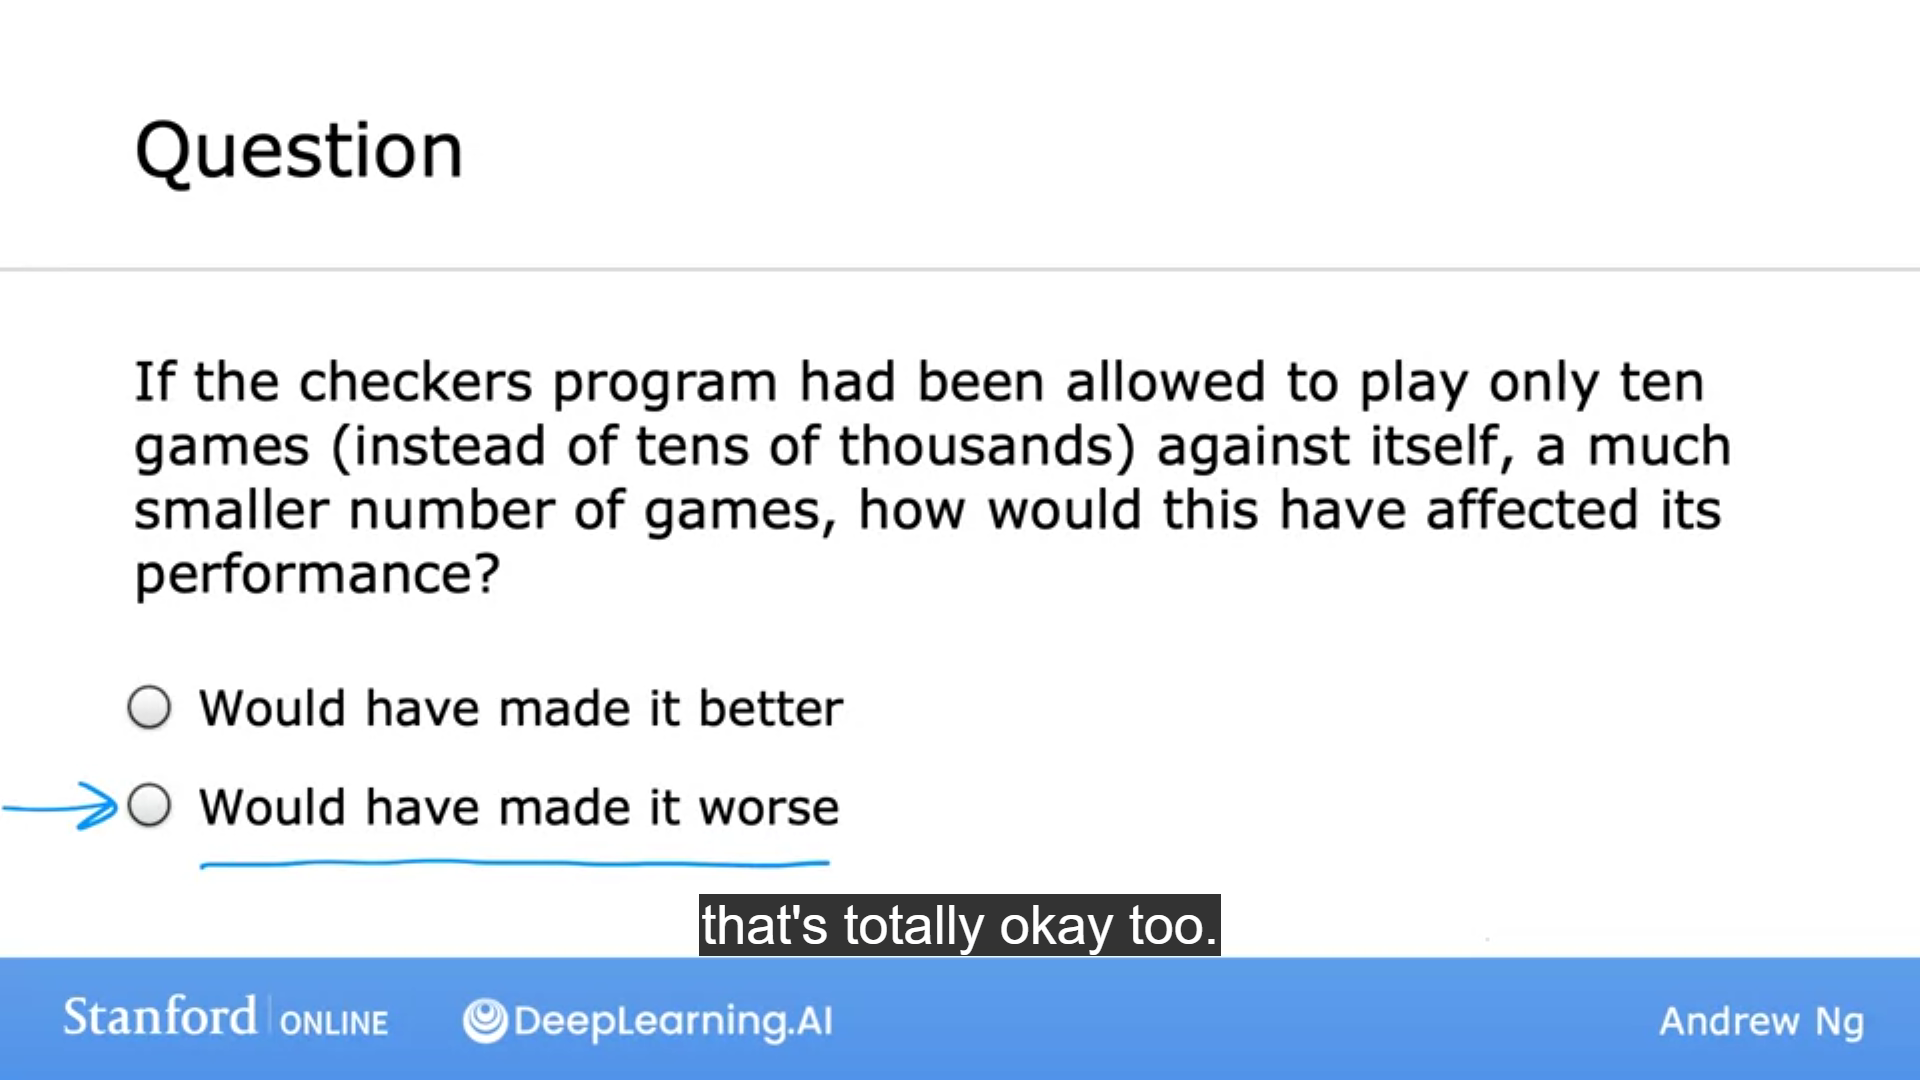 Question
If the checkers program had been allowed to play only ten
games (instead of tens of thousands) against itself, a much
smaller number of games, how would this have affected its
performance?
Would have made it better
Would have made it worse
that's totally okay too.
Stanford ONLINE DeepLearning.AI Andrew Ng